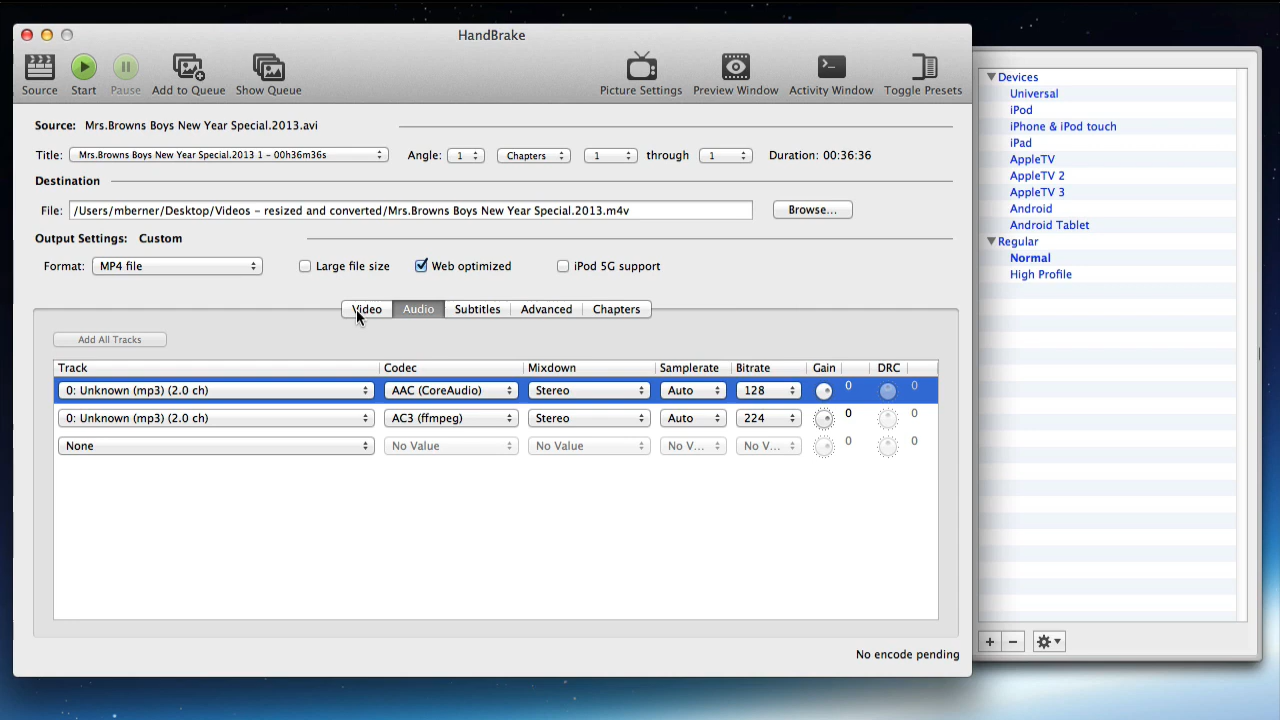 HandBrake
Source Start Pause Add to Queue Show Queue Picture Settings Preview Window Activity Window Toggle Presets
Source: Mrs.Browns Boys New Year Special.2013.avi
Title: Mrs.Browns Boys New Year Special.2013 1 - 00h36m36s Angle: 1 Chapters 1 through 1 Duration: 00:36:36
Destination
File: /Users/mberner/Desktop/Videos - resized and converted/Mrs.Browns Boys New Year Special.2013.m4v Browse...
Output Settings: Custom
Format: MP4 file Large file size Web optimized iPod 5G support
Video Audio Subtitles Advanced Chapters
Add All Tracks
Track Codec Mixdown Samplerate Bitrate Gain DRC
0: Unknown (mp3) (2.0 ch) AAC (CoreAudio) Stereo Auto 128 0 0
0: Unknown (mp3) (2.0 ch) AC3 (ffmpeg) Stereo Auto 224 0 0
None No Value No Value No V... No V... 0 0
No encode pending
Devices
Universal
iPod
iPhone & iPod touch
iPad
AppleTV
AppleTV 2
AppleTV 3
Android
Android Tablet
Regular
Normal
High Profile